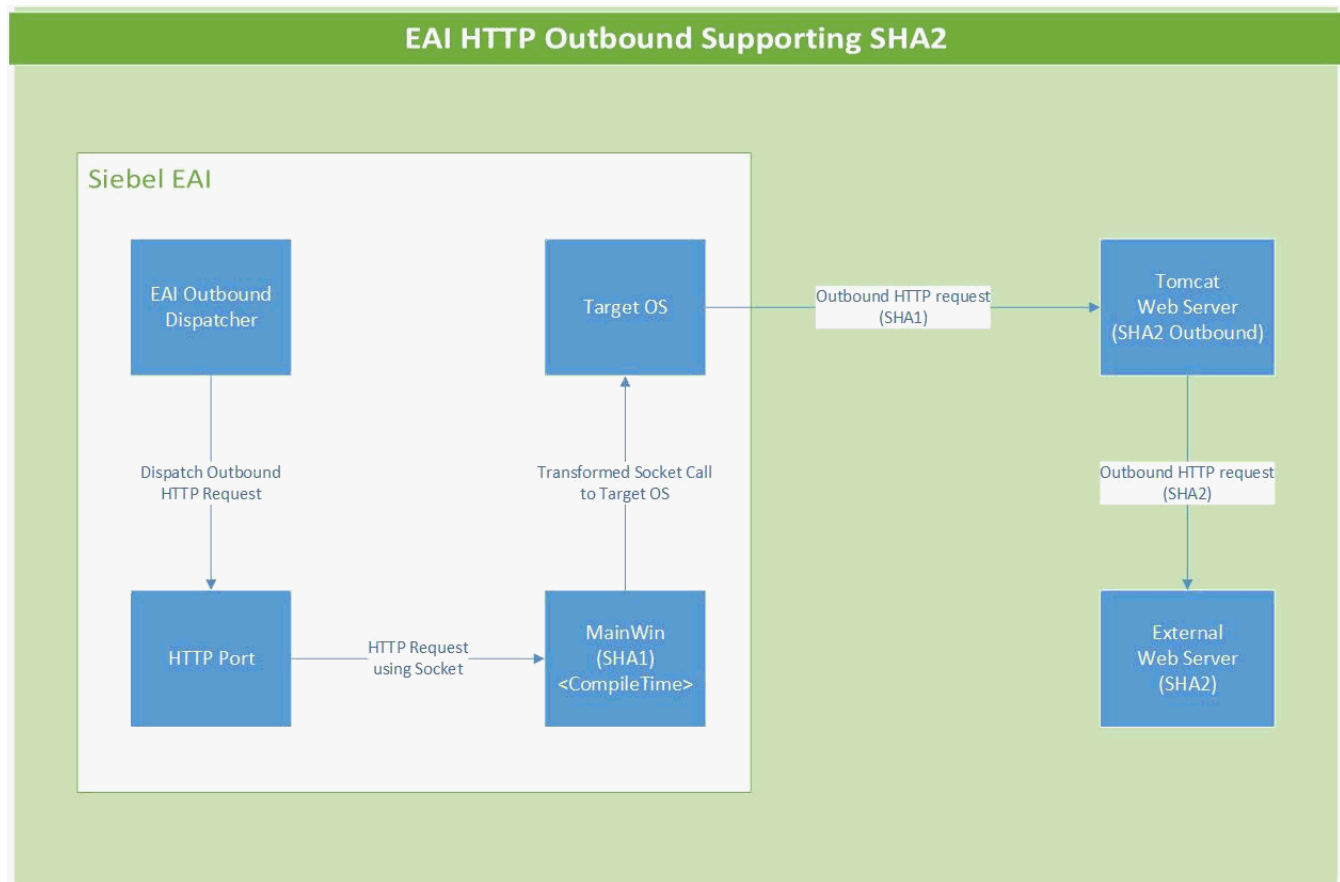 EAI HTTP Outbound Supporting SHA2
Siebel EAI
EAI Outbound
Dispatcher
Target OS
Outbound HTTP request
(SHA1)
Tomcat
Web Server
(SHA2 Outbound)
Dispatch Outbound
HTTP Request
Transformed Socket Call
to Target OS
Outbound HTTP request
(SHA2)
HTTP Port
HTTP Request
using Socket
MainWin
(SHA1)
<CompileTime>
External
Web Server
(SHA2)